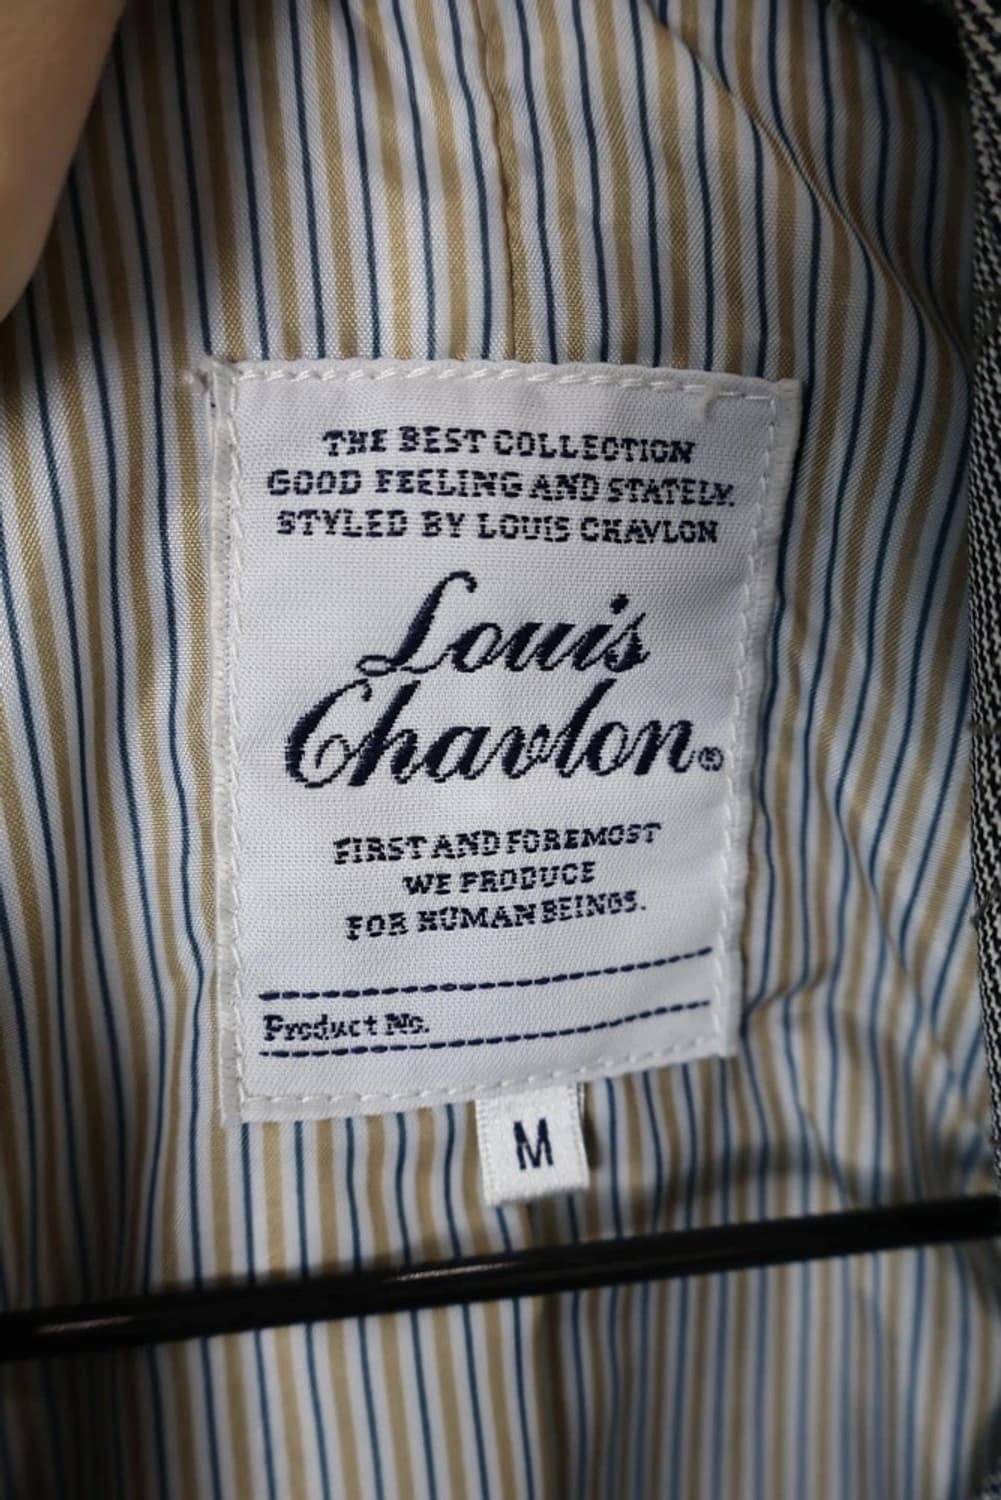 THE BEST COLLECTION
GOOD FEELING AND STATELY.
STYLED BY LOUIS CHAVLON
Louis
Chavlon®
FIRST AND FOREMOST
WE PRODUCE
FOR HUMAN BEINGS.
Product No.
M